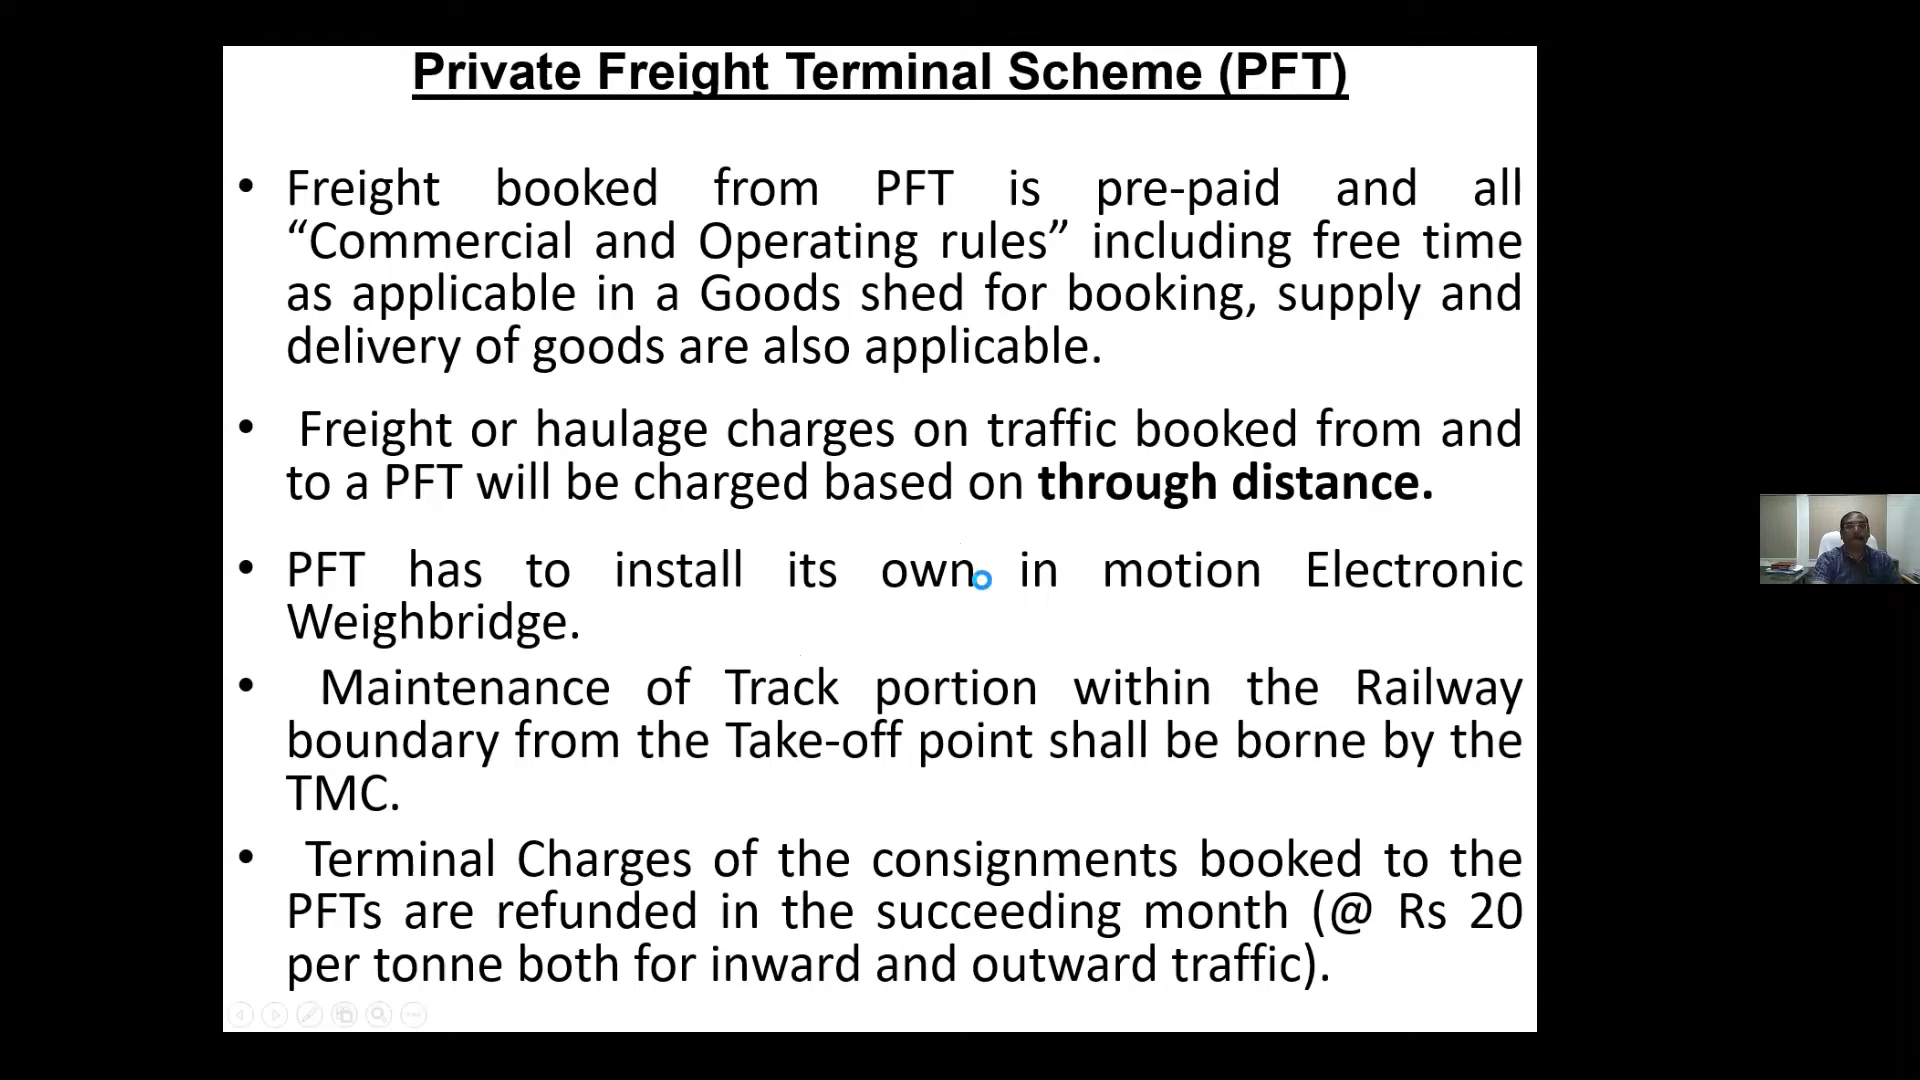 Private Freight Terminal Scheme (PFT)
• Freight booked from PFT is pre-paid and all
“Commercial and Operating rules” including free time
as applicable in a Goods shed for booking, supply and
delivery of goods are also applicable.
• Freight or haulage charges on traffic booked from and
to a PFT will be charged based on through distance.
• PFT has to install its own in motion Electronic
Weighbridge.
• Maintenance of Track portion within the Railway
boundary from the Take-off point shall be borne by the
TMC.
• Terminal Charges of the consignments booked to the
PFTs are refunded in the succeeding month (@ Rs 20
per tonne both for inward and outward traffic).